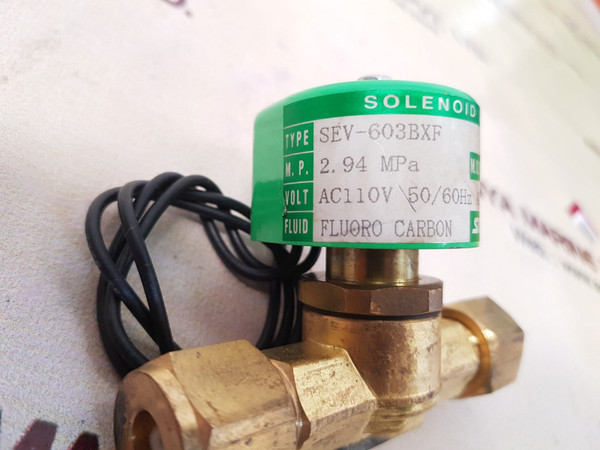 SOLENOID
TYPE SEV-603BXF
M.P. 2.94 MPa
VOLT AC110V 50/60Hz
FLUID FLUORO CARBON